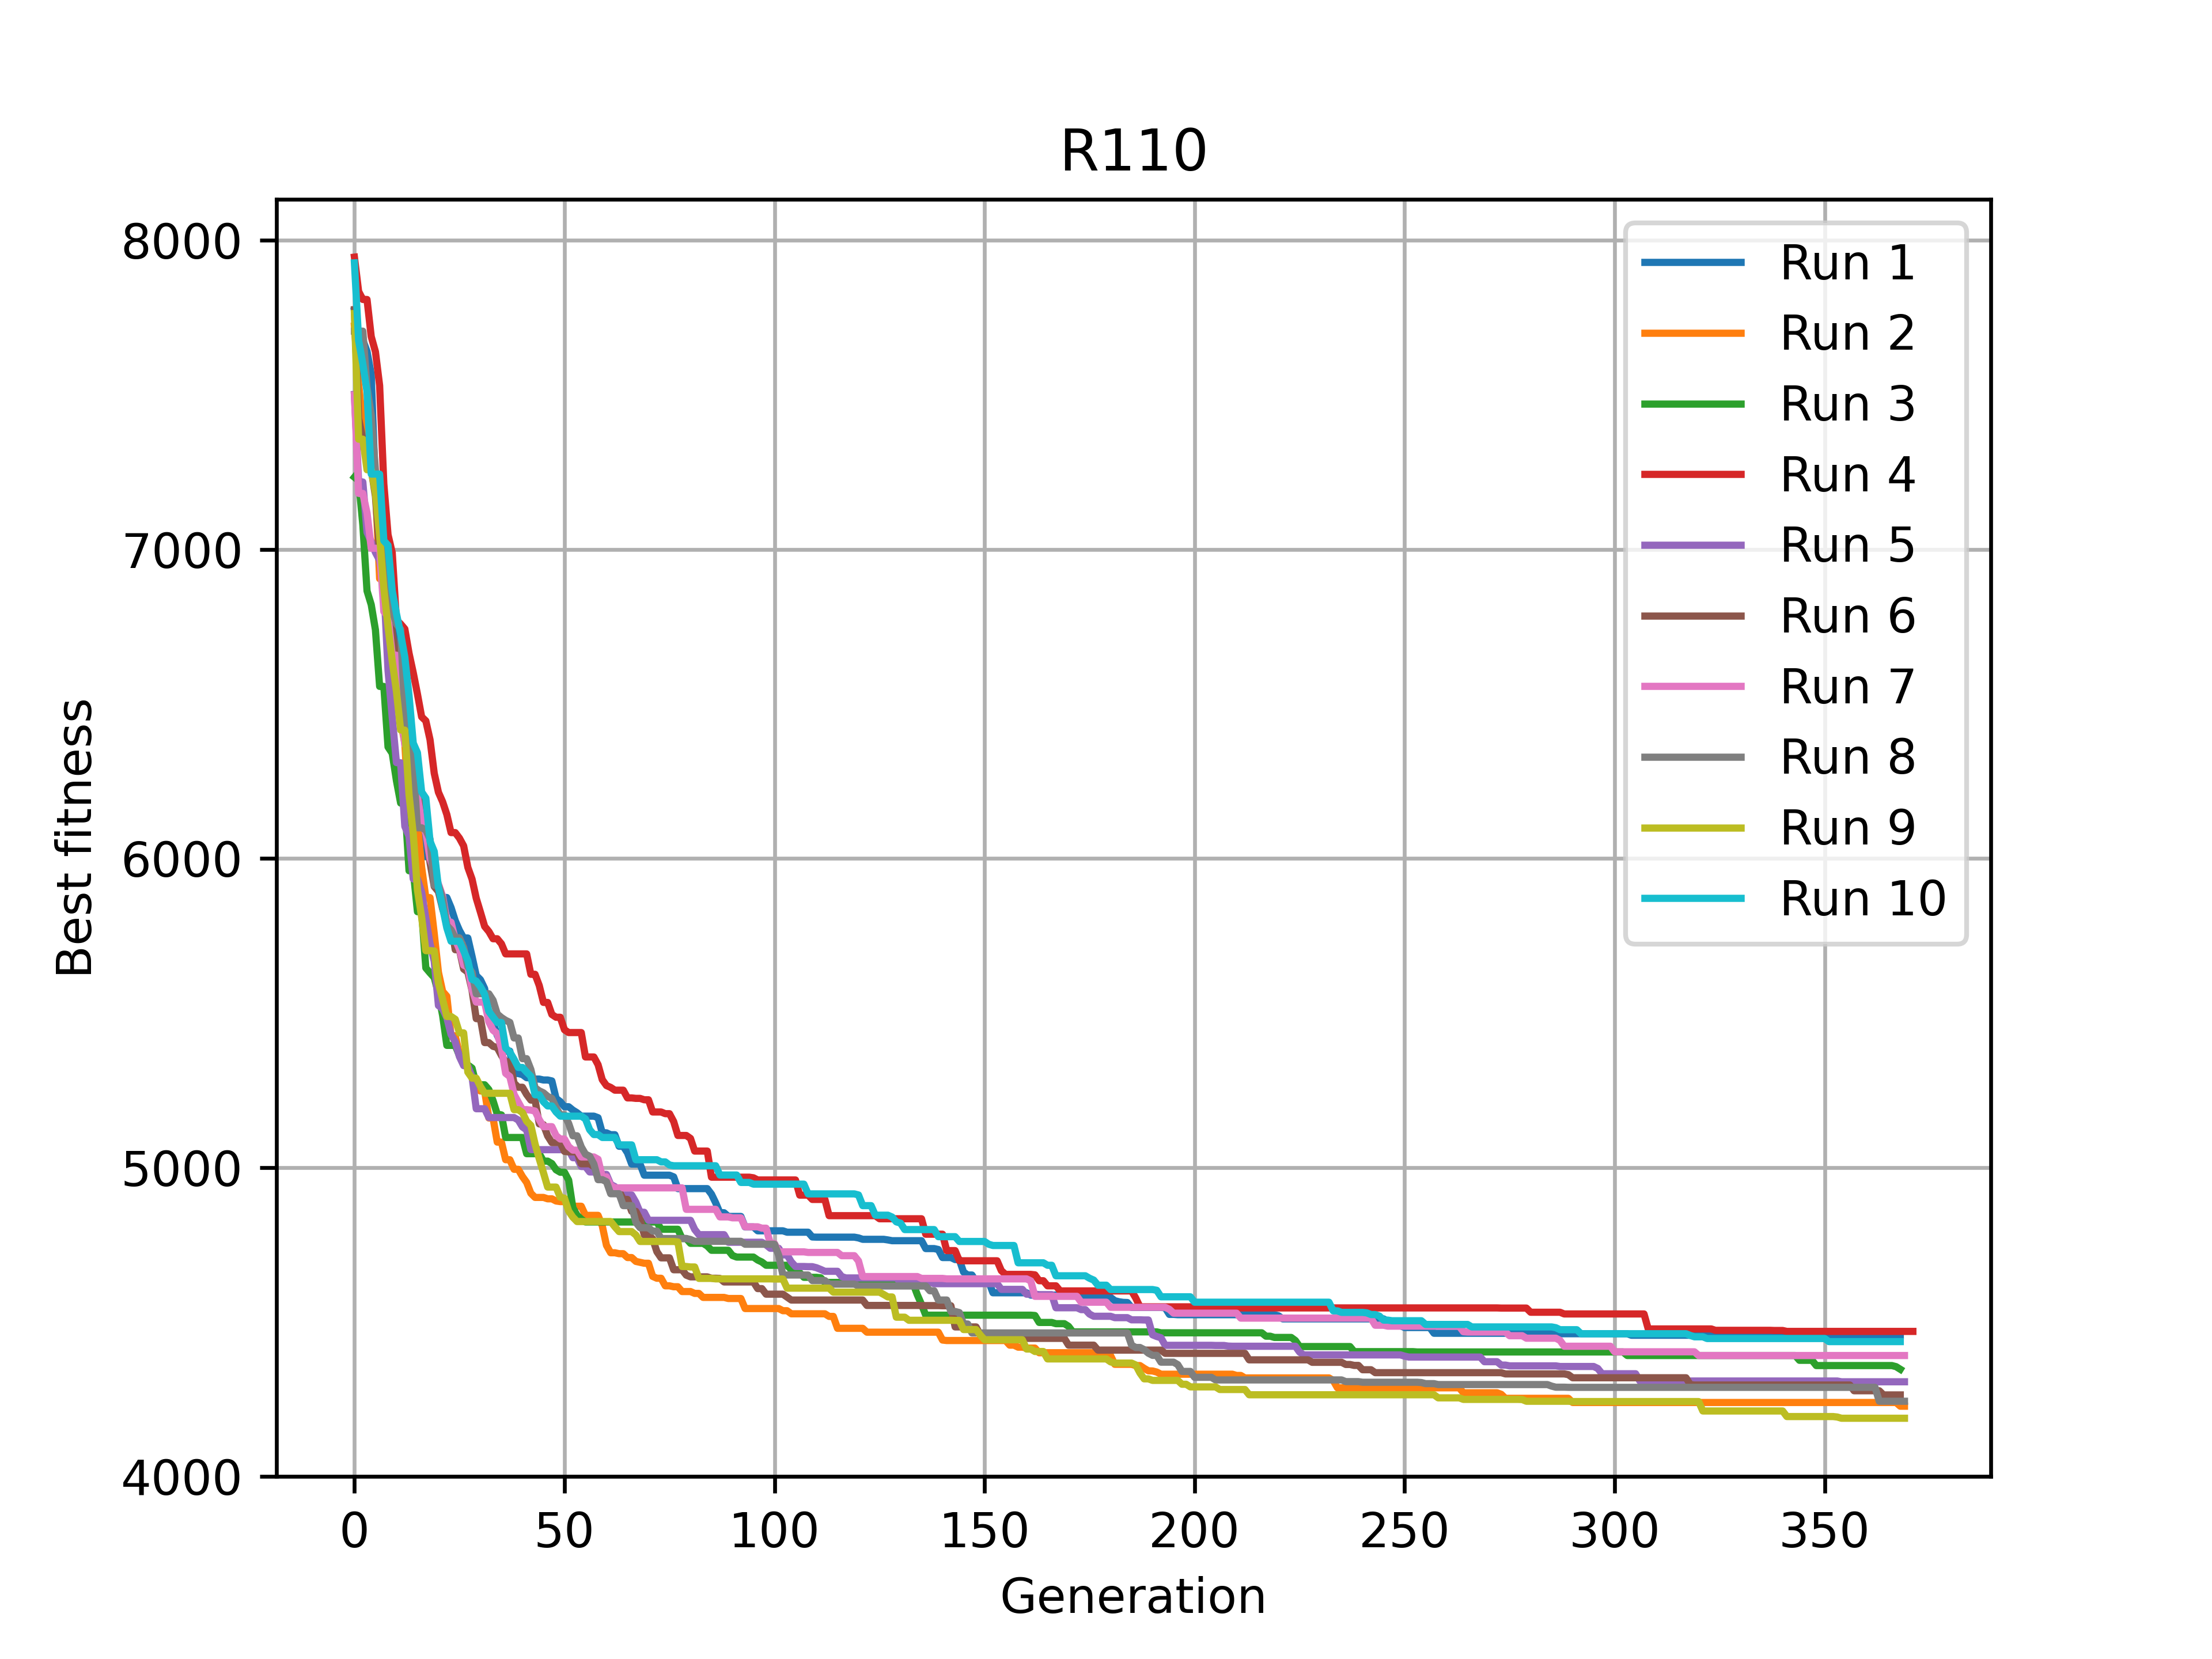 R110
8000
7000
6000
5000
4000
Best fitness
0 50 100 150 200 250 300 350
Generation
Run 1
Run 2
Run 3
Run 4
Run 5
Run 6
Run 7
Run 8
Run 9
Run 10